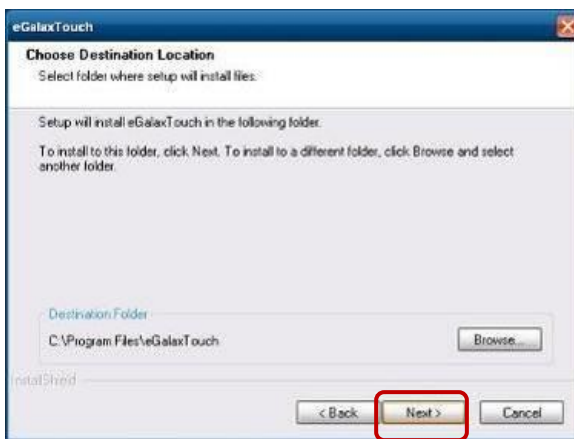 eGalaxTouch
Choose Destination Location
Select folder where setup will install files.
Setup will install eGalaxTouch in the following folder.
To install to this folder, click Next. To install to a different folder, click Browse and select
another folder.
Destination Folder
C:\Program Files\eGalaxTouch
Browse...
InstallShield
< Back
Next >
Cancel